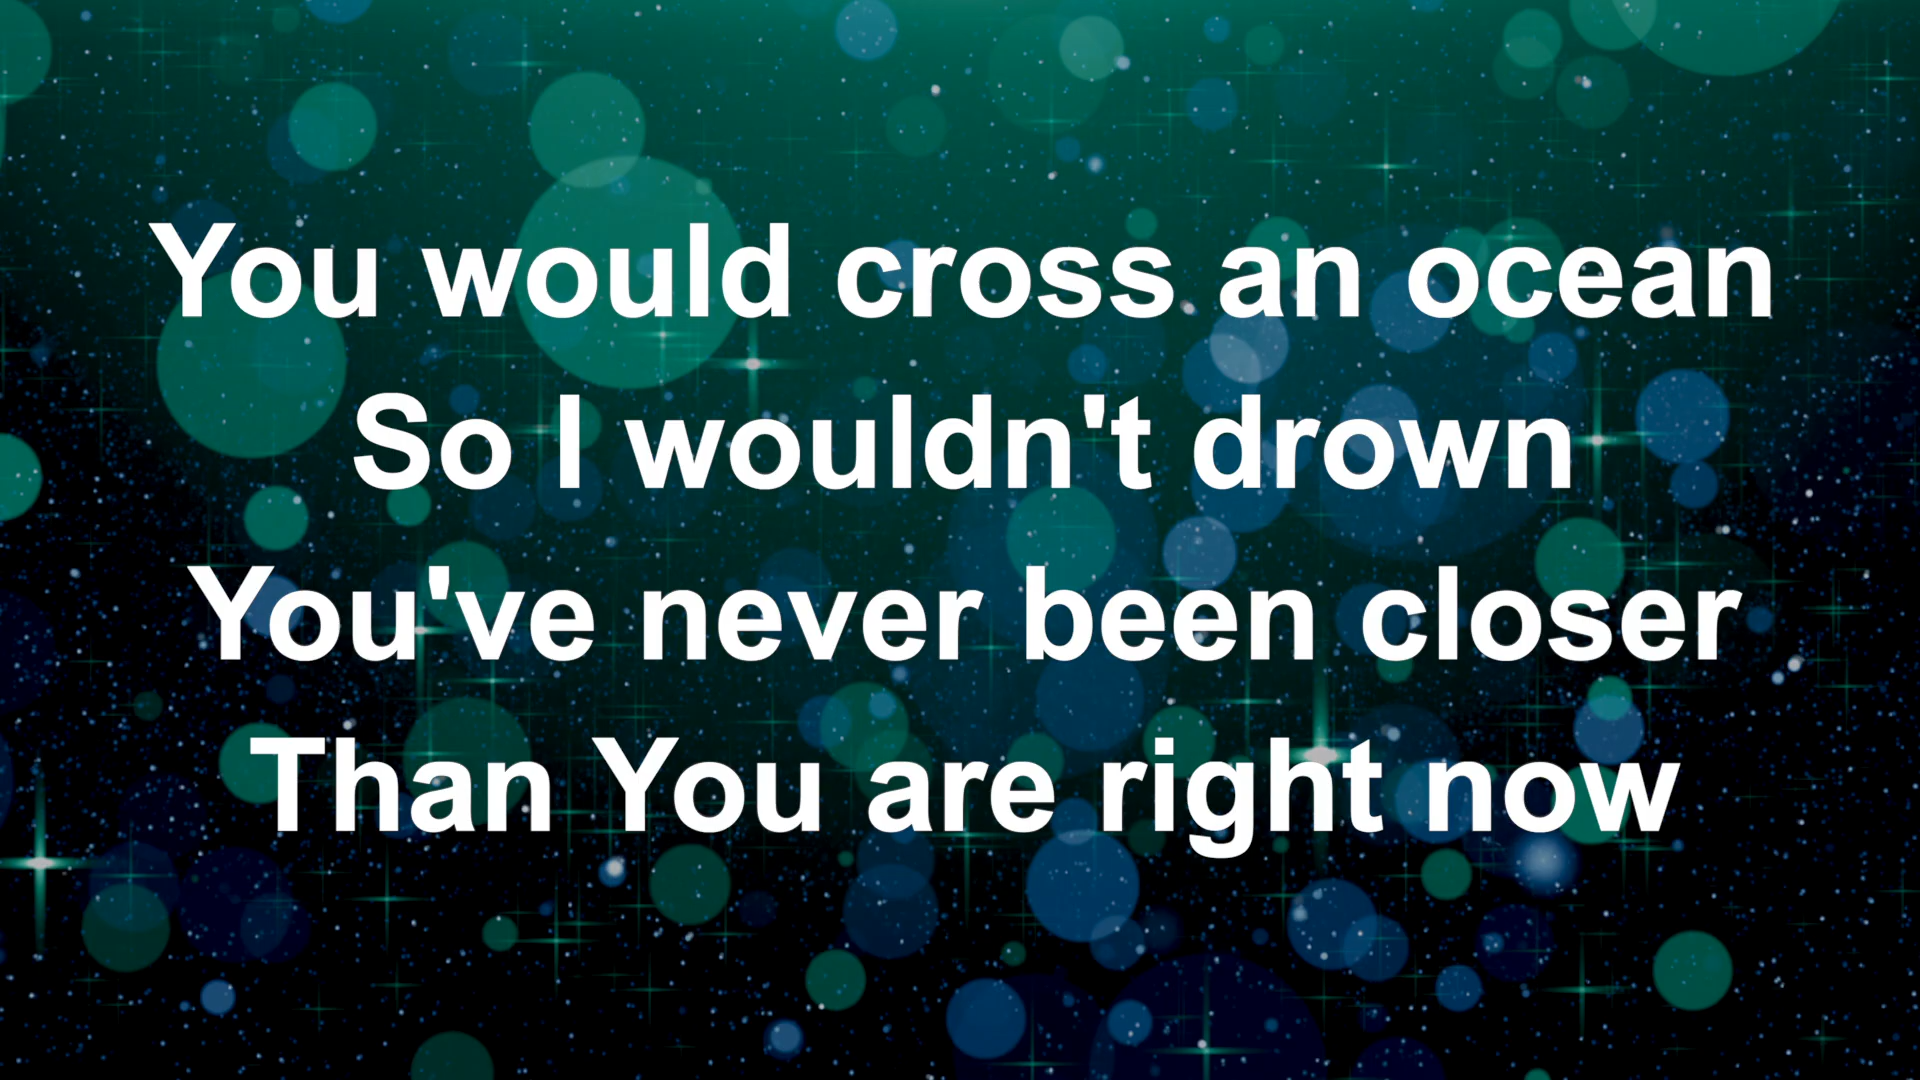 You would cross an ocean
So I wouldn't drown
You've never been closer
Than You are right now